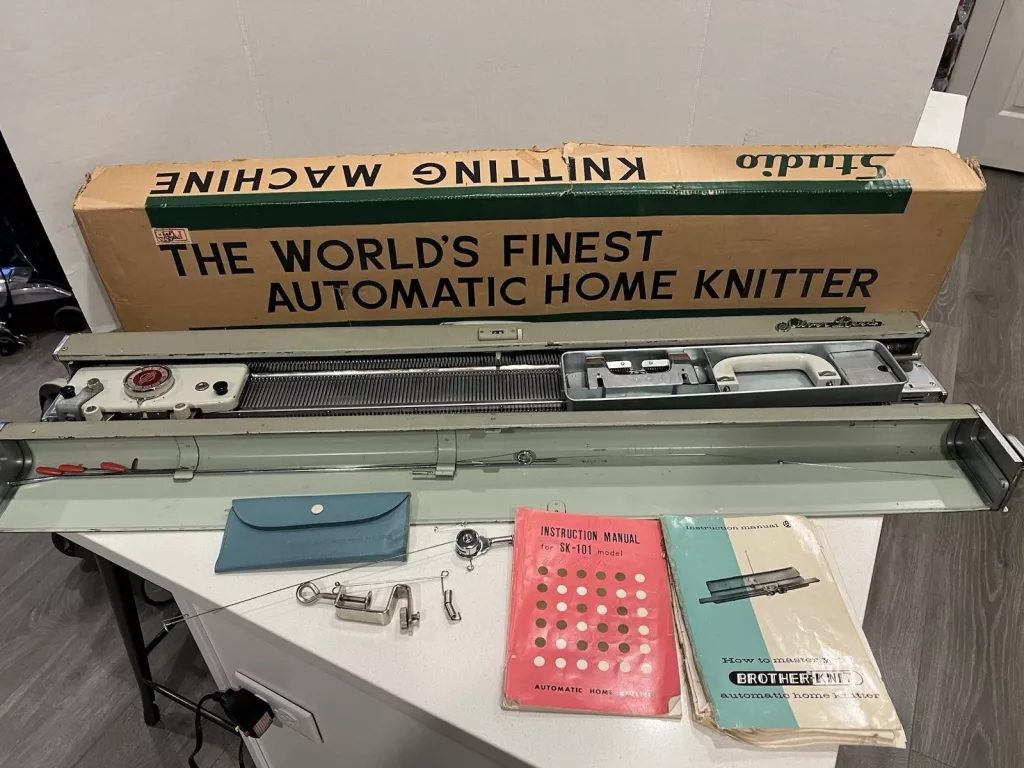 Studio
KNITTING MACHINE
THE WORLD'S FINEST
AUTOMATIC HOME KNITTER
INSTRUCTION MANUAL
for SK-101 model
AUTOMATIC HOME KNITTER
Instruction manual
How to master
BROTHER-KNIT
automatic home knitter